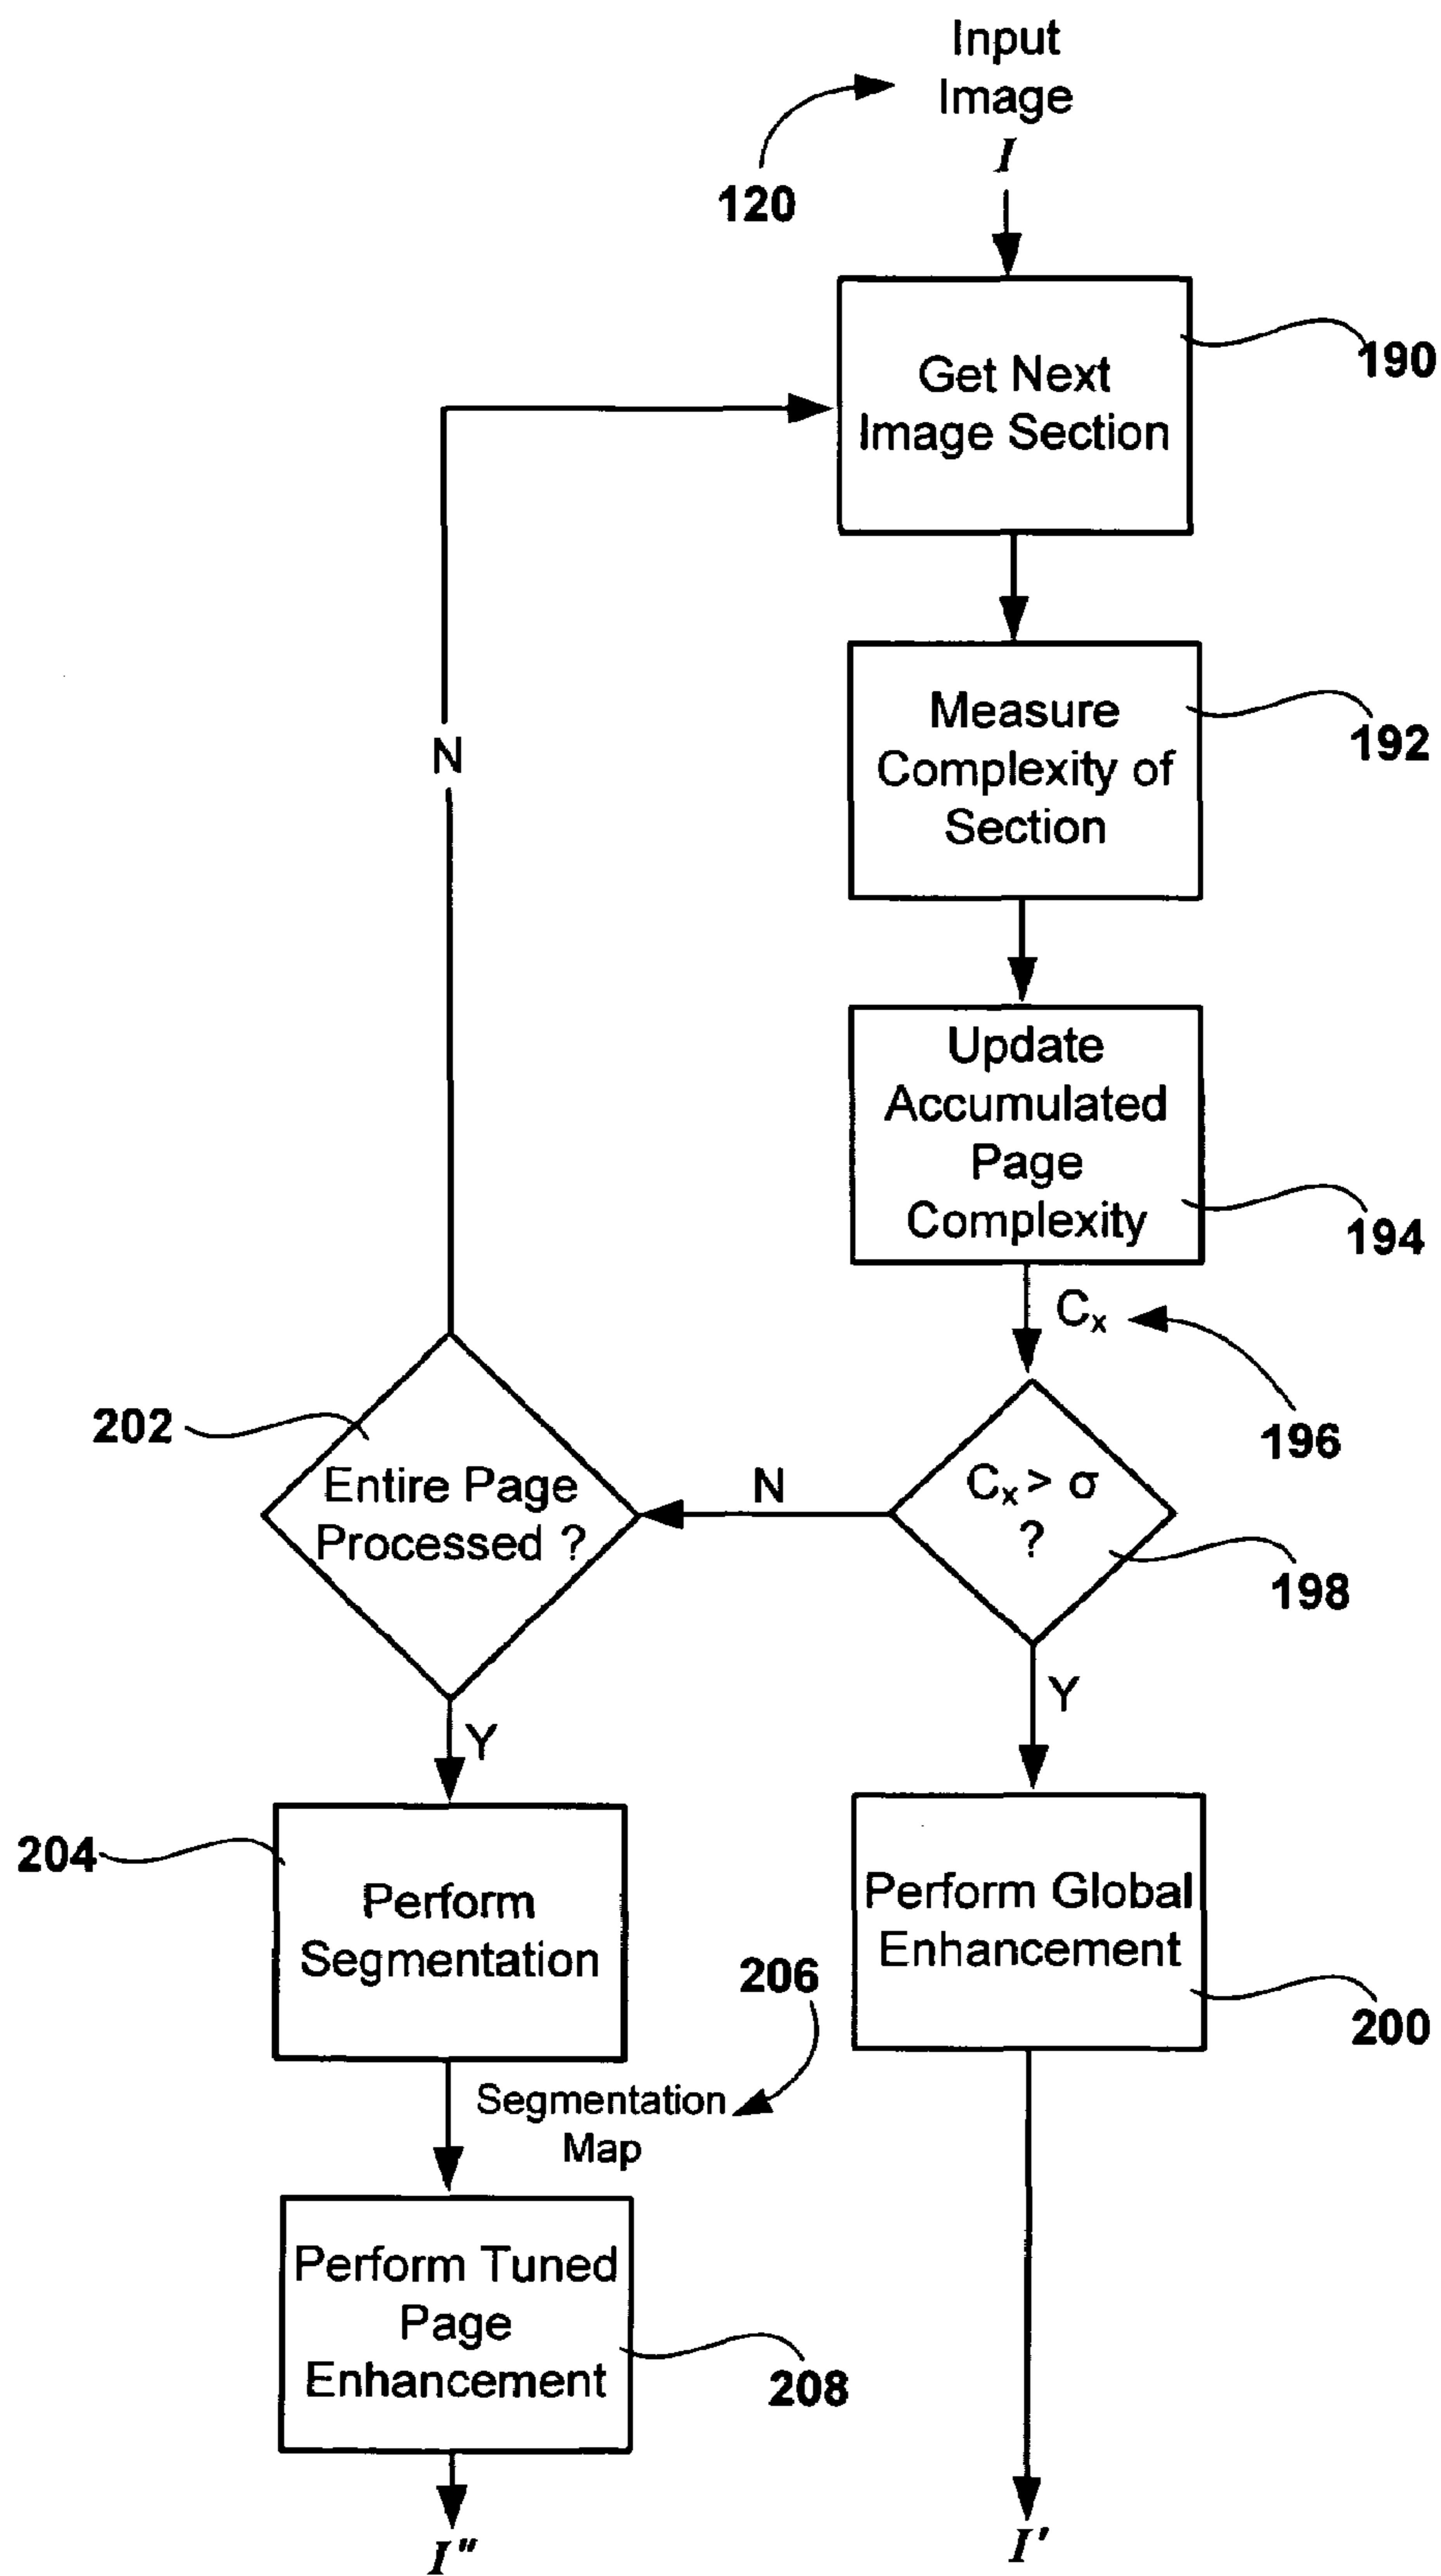 Input
Image
I
120
Get Next
Image Section
190
N
Measure
Complexity of
Section
192
Update
Accumulated
Page
Complexity
194
Cₓ
196
202
Entire Page
Processed ?
N
Cₓ > σ
?
198
Y
Y
204
Perform
Segmentation
206
Perform Global
Enhancement
200
Segmentation
Map
Perform Tuned
Page
Enhancement
208
I"
I'